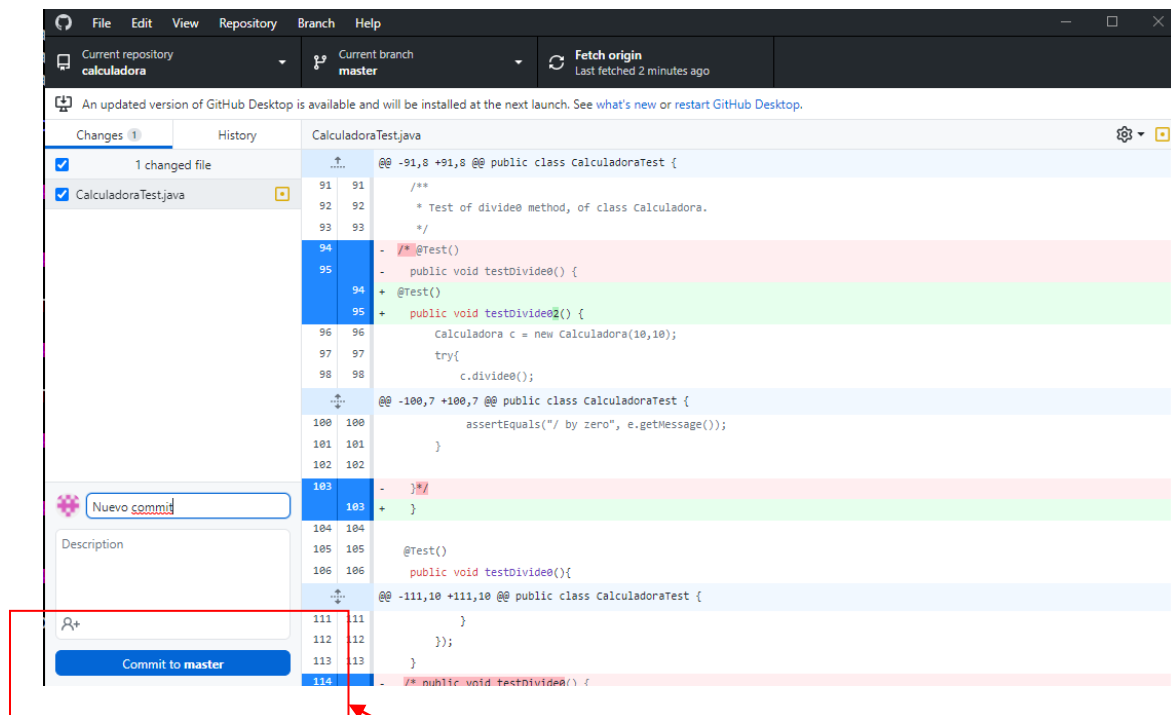 File Edit View Repository Branch Help
Current repository
calculadora
Current branch
master
Fetch origin
Last fetched 2 minutes ago
An updated version of GitHub Desktop is available and will be installed at the next launch. See what's new or restart GitHub Desktop.
Changes 1 History
CalculadoraTest.java
1 changed file
CalculadoraTest.java
@@ -91,8 +91,8 @@ public class CalculadoraTest {
91 91 /**
92 92 * Test of divide0 method, of class Calculadora.
93 93 */
94 - /* @Test()
95 - public void testDivide0() {
94 + @Test()
95 + public void testDivide02() {
96 96 Calculadora c = new Calculadora(10,10);
97 97 try{
98 98 c.divide0();
@@ -100,7 +100,7 @@ public class CalculadoraTest {
100 100 assertEquals("/ by zero", e.getMessage());
101 101 }
102 102
103 - }*/
103 + }
104 104
105 105 @Test()
106 106 public void testDivide0(){
@@ -111,10 +111,10 @@ public class CalculadoraTest {
111 111 }
112 112 });
113 113 }
114 - /* public void testDivide0() {
Nuevo commit
Description
Commit to master